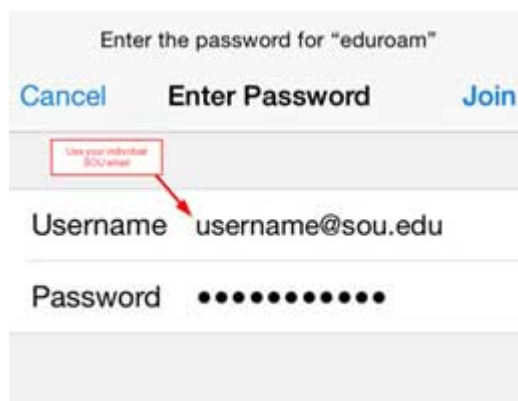 Enter the password for “eduroam”
Cancel Enter Password Join
Use your individual
SOU email
Username username@sou.edu
Password ●●●●●●●●●●●